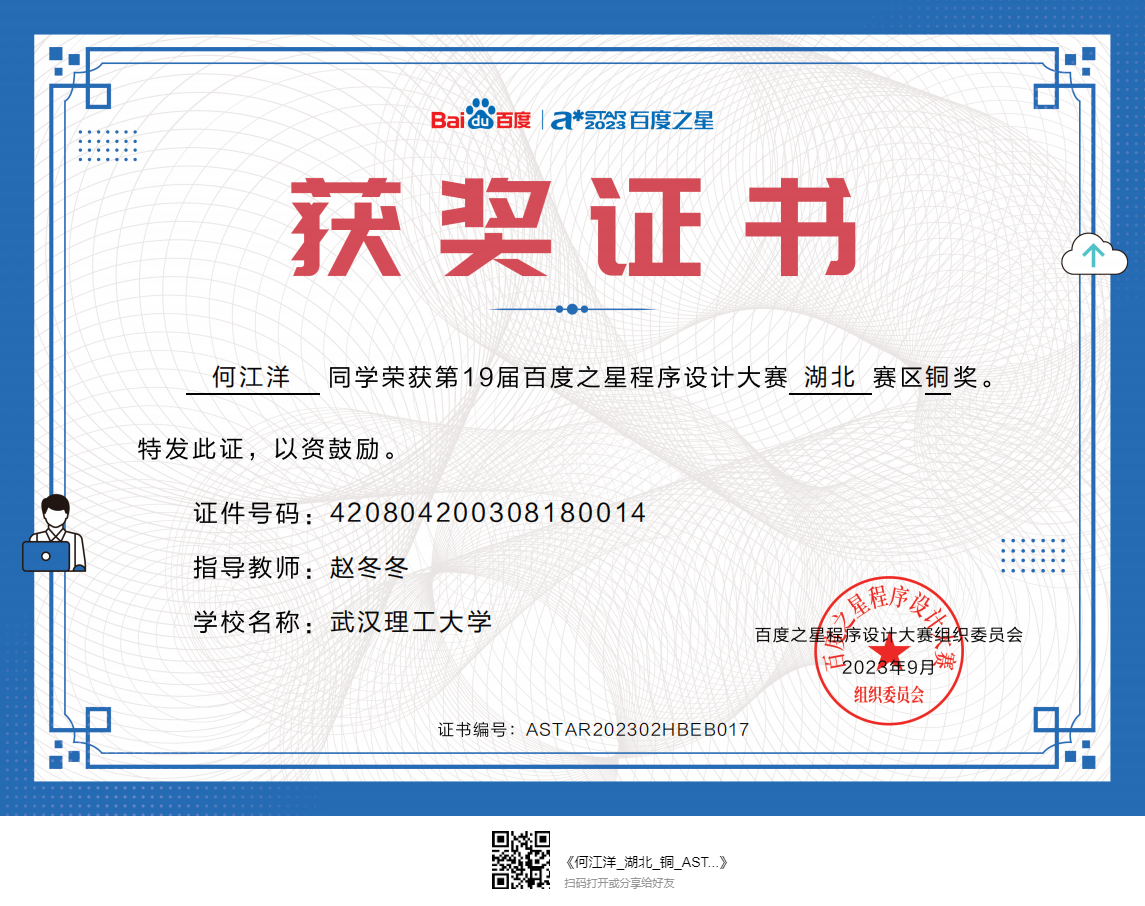 Bai du 百度 | a*STAR 2023 百度之星
获奖证书
何江洋 同学荣获第19届百度之星程序设计大赛 湖北 赛区铜奖。
特发此证，以资鼓励。
证件号码：420804200308180014
指导教师：赵冬冬
学校名称：武汉理工大学
百度之星程序设计大赛
百度之星程序设计大赛组织委员会
2023年9月
组织委员会
证书编号：ASTAR202302HBEB017
《何江洋_湖北_铜_AST...》
扫码打开或分享给好友